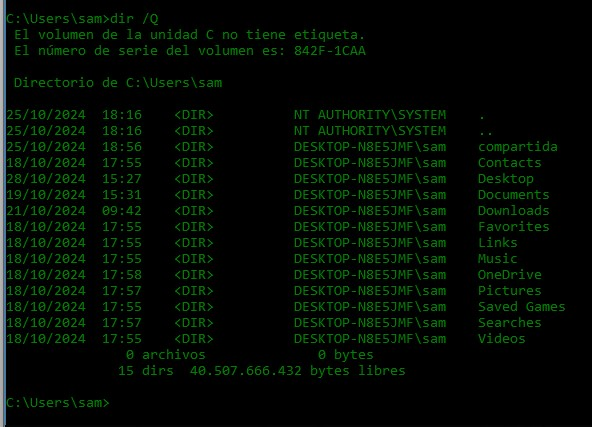 C:\Users\sam>dir /Q
 El volumen de la unidad C no tiene etiqueta.
 El número de serie del volumen es: 842F-1CAA

 Directorio de C:\Users\sam

25/10/2024  18:16    <DIR>          NT AUTHORITY\SYSTEM    .
25/10/2024  18:16    <DIR>          NT AUTHORITY\SYSTEM    ..
25/10/2024  18:56    <DIR>          DESKTOP-N8E5JMF\sam    compartida
18/10/2024  17:55    <DIR>          DESKTOP-N8E5JMF\sam    Contacts
28/10/2024  15:27    <DIR>          DESKTOP-N8E5JMF\sam    Desktop
19/10/2024  15:31    <DIR>          DESKTOP-N8E5JMF\sam    Documents
21/10/2024  09:42    <DIR>          DESKTOP-N8E5JMF\sam    Downloads
18/10/2024  17:55    <DIR>          DESKTOP-N8E5JMF\sam    Favorites
18/10/2024  17:55    <DIR>          DESKTOP-N8E5JMF\sam    Links
18/10/2024  17:55    <DIR>          DESKTOP-N8E5JMF\sam    Music
18/10/2024  17:58    <DIR>          DESKTOP-N8E5JMF\sam    OneDrive
18/10/2024  17:57    <DIR>          DESKTOP-N8E5JMF\sam    Pictures
18/10/2024  17:55    <DIR>          DESKTOP-N8E5JMF\sam    Saved Games
18/10/2024  17:57    <DIR>          DESKTOP-N8E5JMF\sam    Searches
18/10/2024  17:55    <DIR>          DESKTOP-N8E5JMF\sam    Videos
               0 archivos              0 bytes
              15 dirs  40.507.666.432 bytes libres

C:\Users\sam>